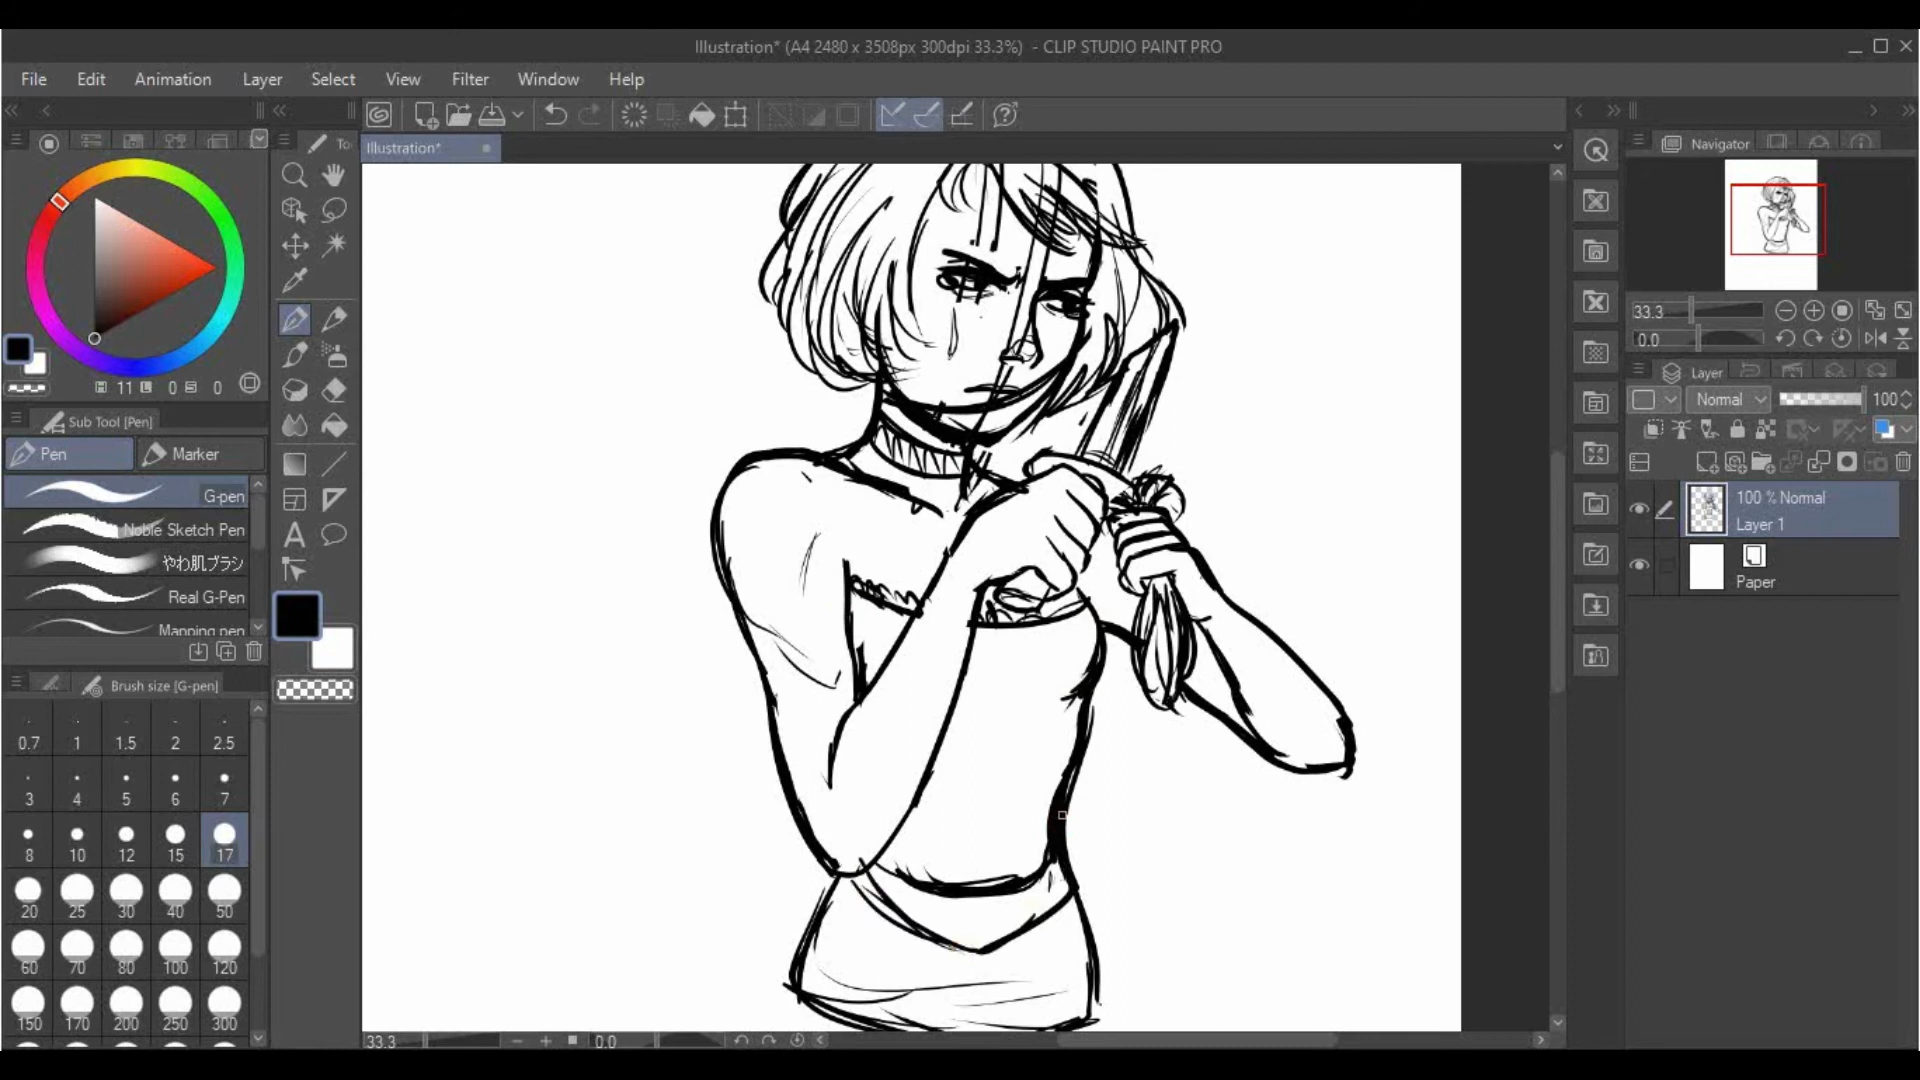 Illustration* (A4 2480 x 3508px 300dpi 33.3%) - CLIP STUDIO PAINT PRO
File Edit Animation Layer Select View Filter Window Help
To
Illustration*
Navigator
33.3
0.0
H 11 L 0 S 0
Layer
Normal 100
Sub Tool [Pen]
Pen Marker
G-pen
Noble Sketch Pen
やわ肌ブラシ
Real G-Pen
Mapping pen
100 % Normal
Layer 1
Paper
Brush size [G-pen]
0.7 1 1.5 2 2.5
3 4 5 6 7
8 10 12 15 17
20 25 30 40 50
60 70 80 100 120
150 170 200 250 300
33.3 0.0